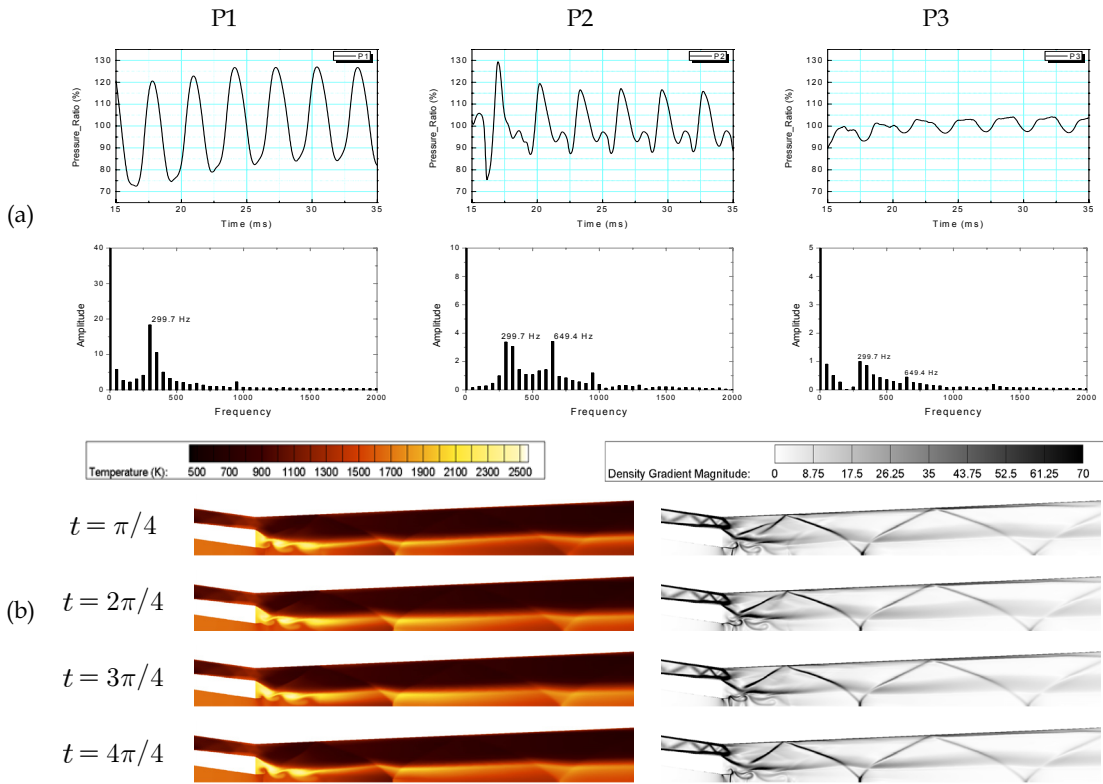 P1 P2 P3
(a)
P1
Pressure_Ratio (%)
130
120
110
100
90
80
70
15 20 25 30 35
Time (ms)
P2
Pressure_Ratio (%)
130
120
110
100
90
80
70
15 20 25 30 35
Time (ms)
P3
Pressure_Ratio (%)
130
120
110
100
90
80
70
15 20 25 30 35
Time (ms)
Amplitude
40
30
20
10
0
299.7 Hz
0 500 1000 1500 2000
Frequency
Amplitude
10
8
6
4
2
0
299.7 Hz 649.4 Hz
0 500 1000 1500 2000
Frequency
Amplitude
5
4
3
2
1
0
299.7 Hz
649.4 Hz
0 500 1000 1500 2000
Frequency
(b)
Temperature (K): 500 700 900 1100 1300 1500 1700 1900 2100 2300 2500
Density Gradient Magnitude: 0 8.75 17.5 26.25 35 43.75 52.5 61.25 70
t = π/4
t = 2π/4
t = 3π/4
t = 4π/4